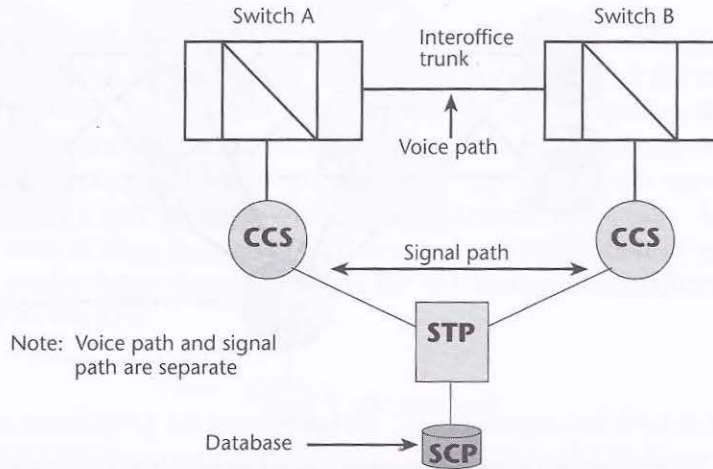 Switch A
Switch B
Interoffice
trunk
Voice path
CCS
CCS
Signal path
STP
Note: Voice path and signal
path are separate
Database
SCP